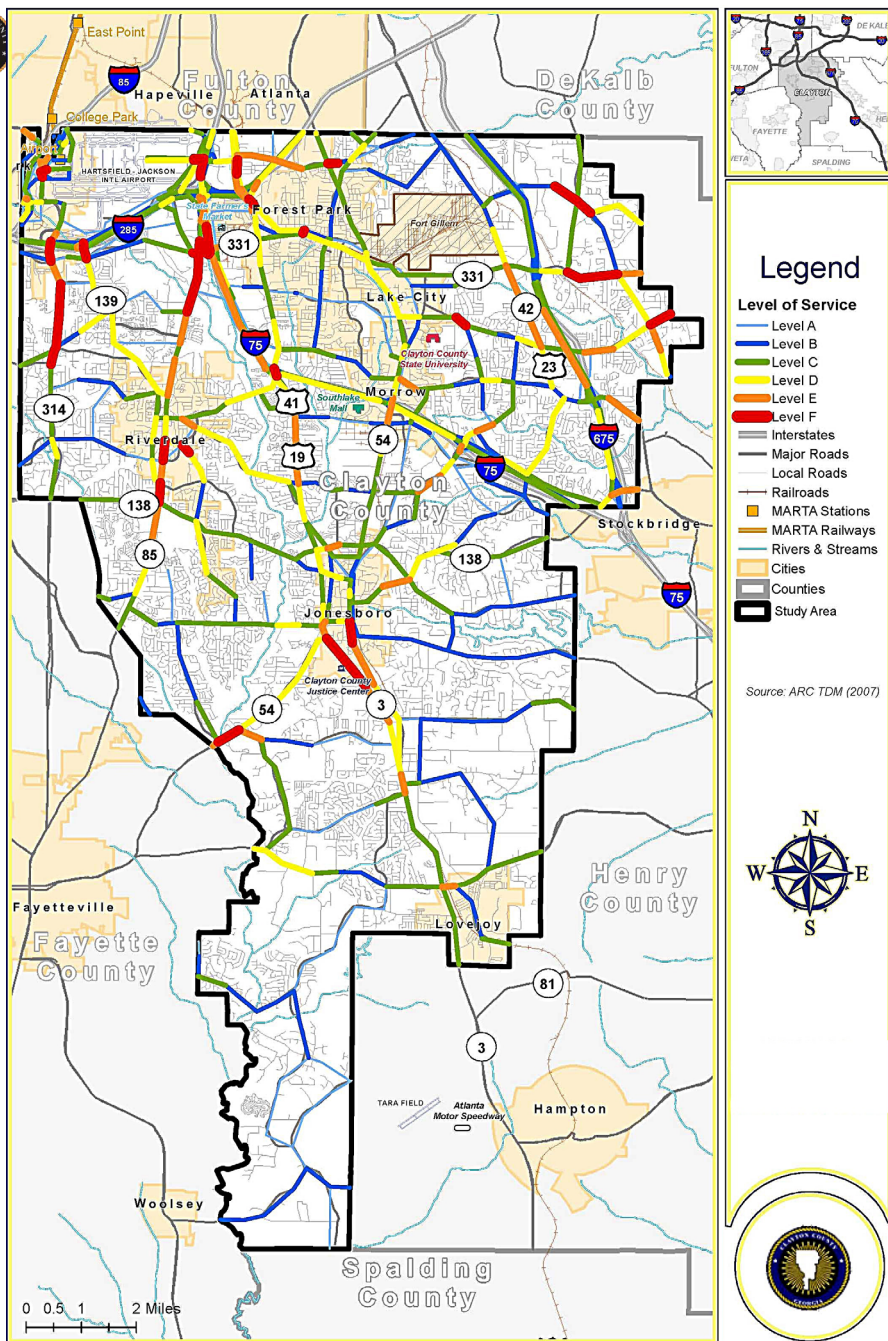 East Point
85
Fulton
County
Hapeville
Atlanta
DeKalb
County
College Park
Airport
HARTSFIELD - JACKSON
INTL AIRPORT
State Farmer's
Market
Forest Park
Fort Gillem
285
331
331
139
Lake City
42
75
Clayton County
State University
23
41
Southlake
Mall
Morrow
314
54
19
Riverdale
75
675
Clayton
County
138
Stockbridge
85
138
75
Jonesboro
Clayton County
Justice Center
54
3
Henry
County
Fayetteville
Fayette
County
Lovejoy
81
3
TARA FIELD
Atlanta
Motor Speedway
Hampton
Woolsey
Spalding
County
0 0.5 1 2 Miles
DE KALB
FULTON
CLAYTON
FAYETTE
SPALDING
Legend
Level of Service
Level A
Level B
Level C
Level D
Level E
Level F
Interstates
Major Roads
Local Roads
Railroads
MARTA Stations
MARTA Railways
Rivers & Streams
Cities
Counties
Study Area
Source: ARC TDM (2007)
N
W
E
S
CLAYTON COUNTY
GEORGIA